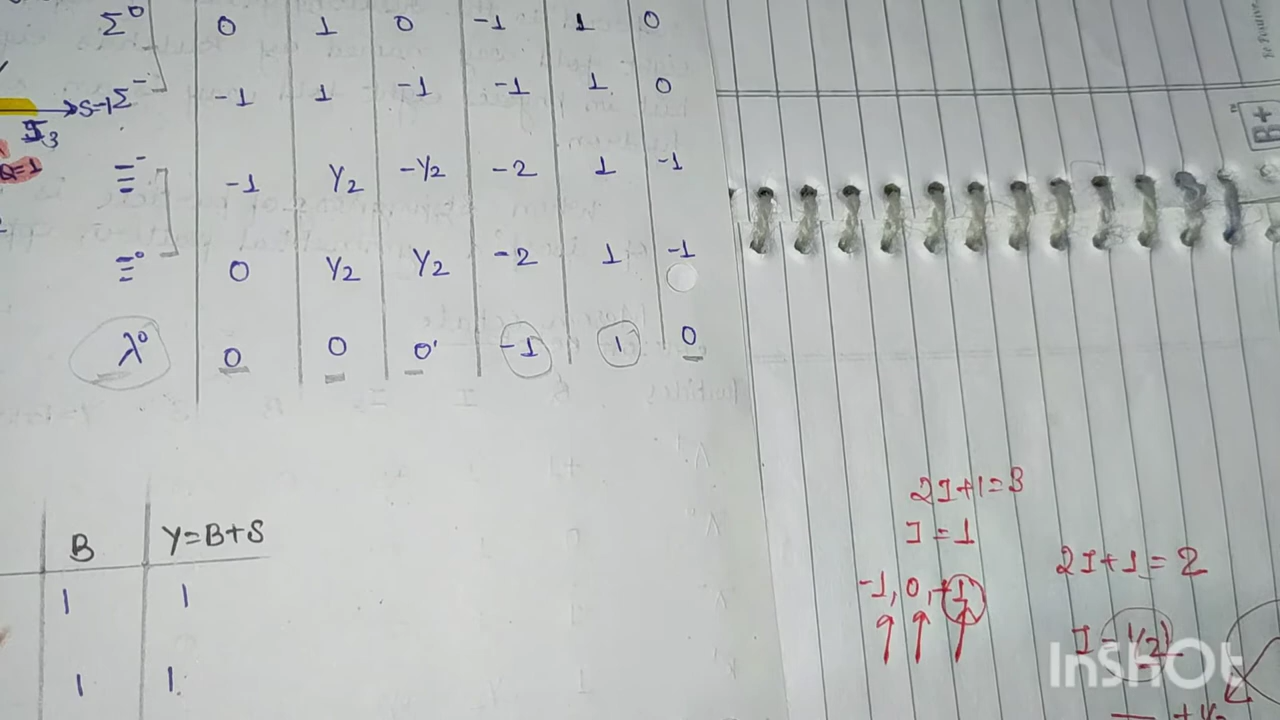 Σ⁰ 0 1 0 -1 1 0
→S-1 Σ⁻ -1 1 -1 -1 1 0
I₃
Q=1
Ξ⁻ -1 1/2 -1/2 -2 1 -1
Ξ⁰ 0 1/2 1/2 -2 1 -1
λ⁰ 0 0 0 -1 1 0
B Y=B+S
1 1
1 1
B+
2I+1=3
I=1
-1, 0, +1
2I+1=2
I=1/2
InShOt